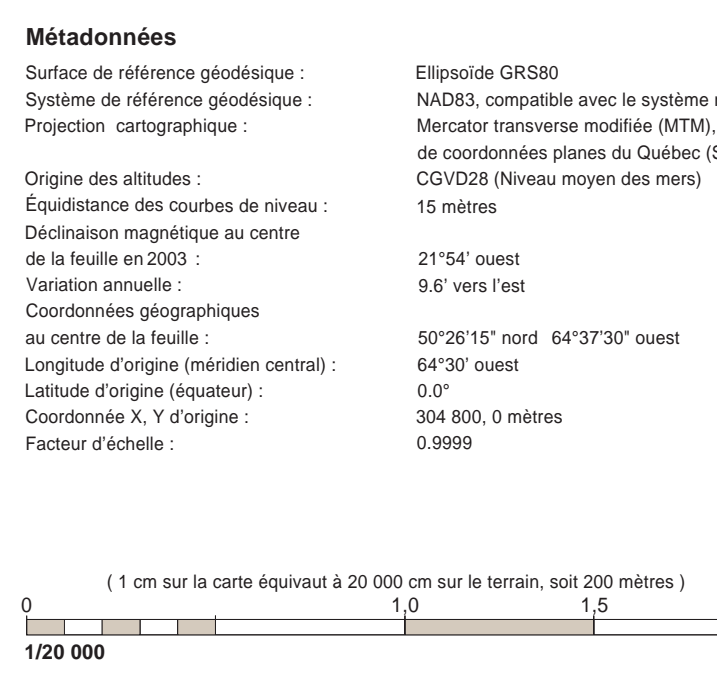 Métadonnées
Surface de référence géodésique : Ellipsoïde GRS80
Système de référence géodésique : NAD83, compatible avec le système
Projection cartographique : Mercator transverse modifiée (MTM),
de coordonnées planes du Québec
Origine des altitudes : CGVD28 (Niveau moyen des mers)
Équidistance des courbes de niveau : 15 mètres
Déclinaison magnétique au centre
de la feuille en 2003 : 21°54' ouest
Variation annuelle : 9.6' vers l'est
Coordonnées géographiques
au centre de la feuille : 50°26'15" nord 64°37'30" ouest
Longitude d'origine (méridien central) : 64°30' ouest
Latitude d'origine (équateur) : 0.0°
Coordonnée X, Y d'origine : 304 800, 0 mètres
Facteur d'échelle : 0.9999
( 1 cm sur la carte équivaut à 20 000 cm sur le terrain, soit 200 mètres )
0 1,0 1,5
1/20 000